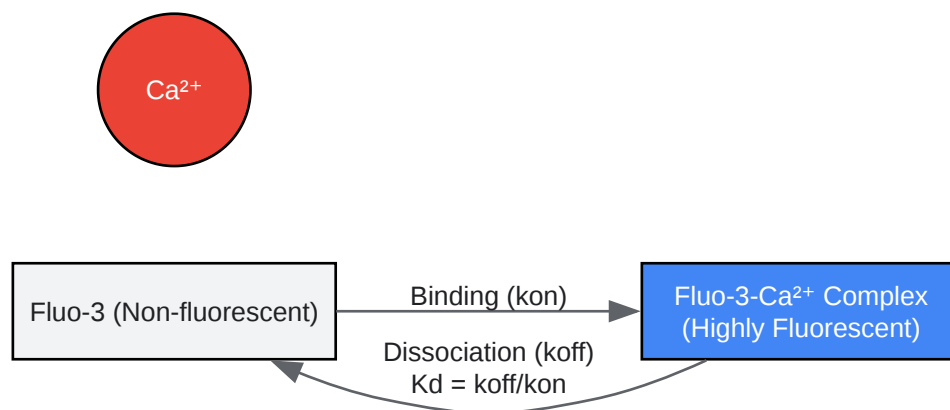 Ca²⁺
Fluo-3 (Non-fluorescent)
Binding (kon)
Fluo-3-Ca²⁺ Complex
(Highly Fluorescent)
Dissociation (koff)
Kd = koff/kon